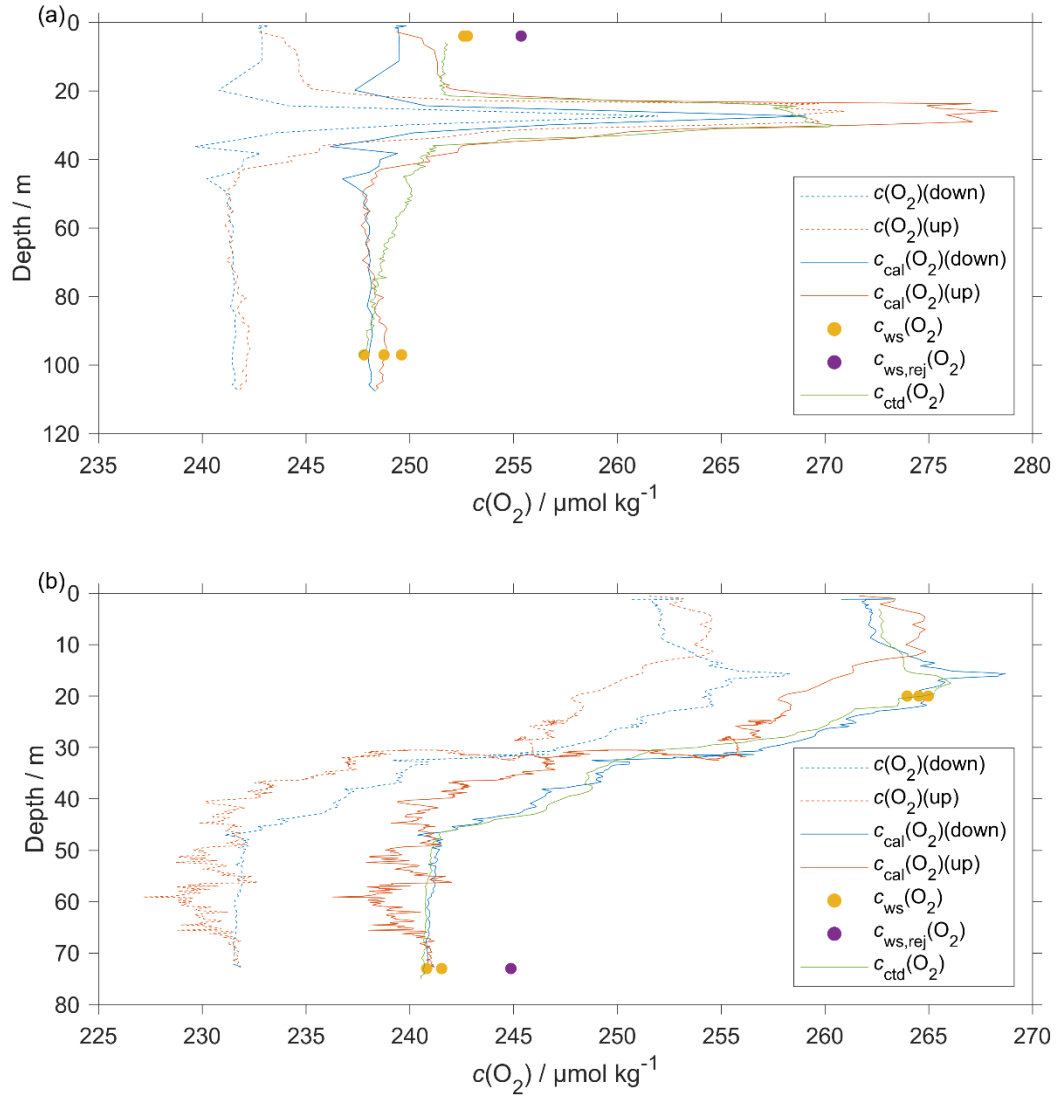 (a)
0
20
40
60
80
100
120
Depth / m
235 240 245 250 255 260 265 270 275 280
c(O2) / µmol kg-1
c(O2)(down)
c(O2)(up)
ccal(O2)(down)
ccal(O2)(up)
cws(O2)
cws,rej(O2)
cctd(O2)
(b)
0
10
20
30
40
50
60
70
80
Depth / m
225 230 235 240 245 250 255 260 265 270
c(O2) / µmol kg-1
c(O2)(down)
c(O2)(up)
ccal(O2)(down)
ccal(O2)(up)
cws(O2)
cws,rej(O2)
cctd(O2)